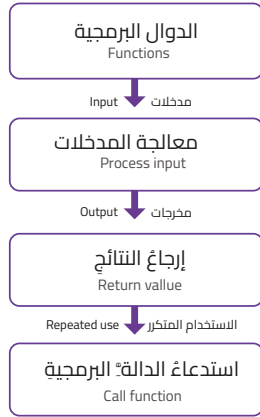 الدوال البرمجية
Functions
Input مدخلات
معالجة المدخلات
Process input
Output مخرجات
إرجاعُ النتائجِ
Return vallue
Repeated use الاستخدام المتكرر
استدعاءُ الدالةِّ البرمجيةِ
Call function